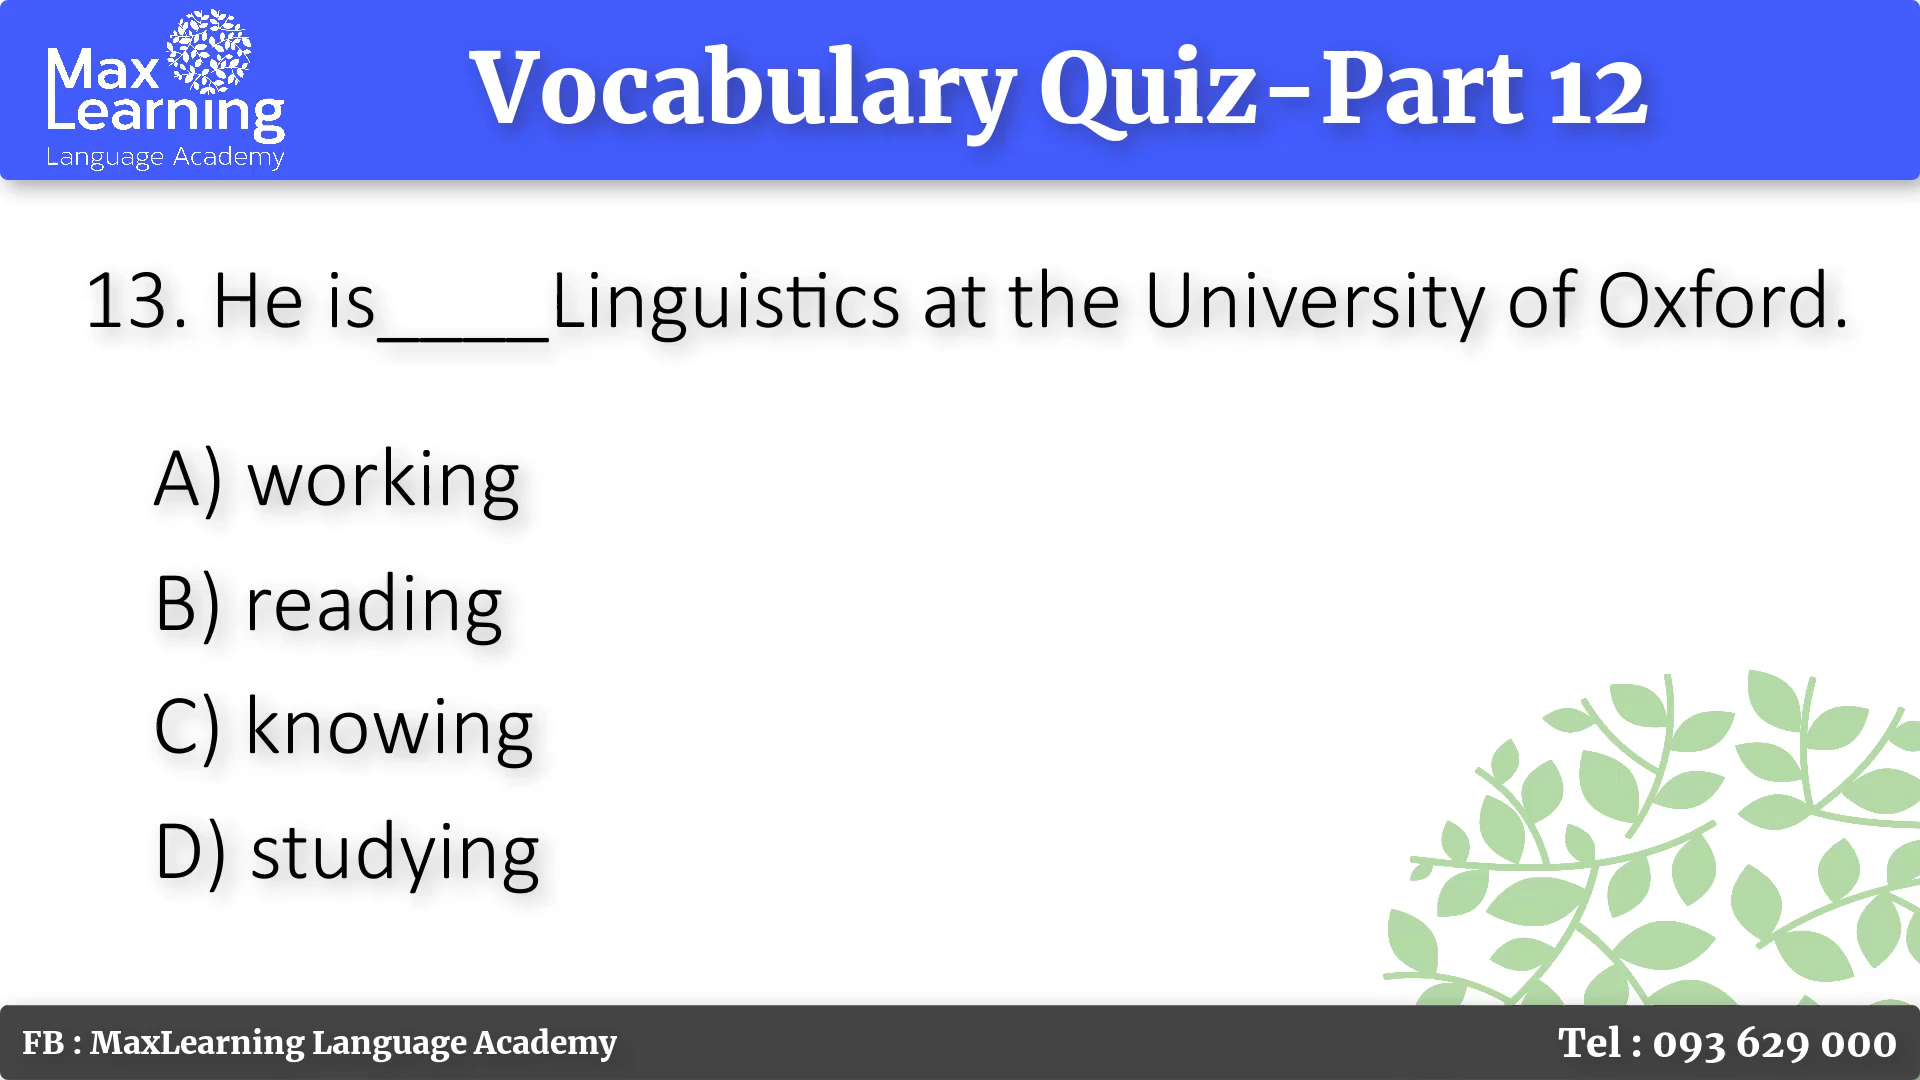 Max
Learning
Language Academy
Vocabulary Quiz-Part 12
13. He is____Linguistics at the University of Oxford.
A) working
B) reading
C) knowing
D) studying
FB : MaxLearning Language Academy
Tel : 093 629 000